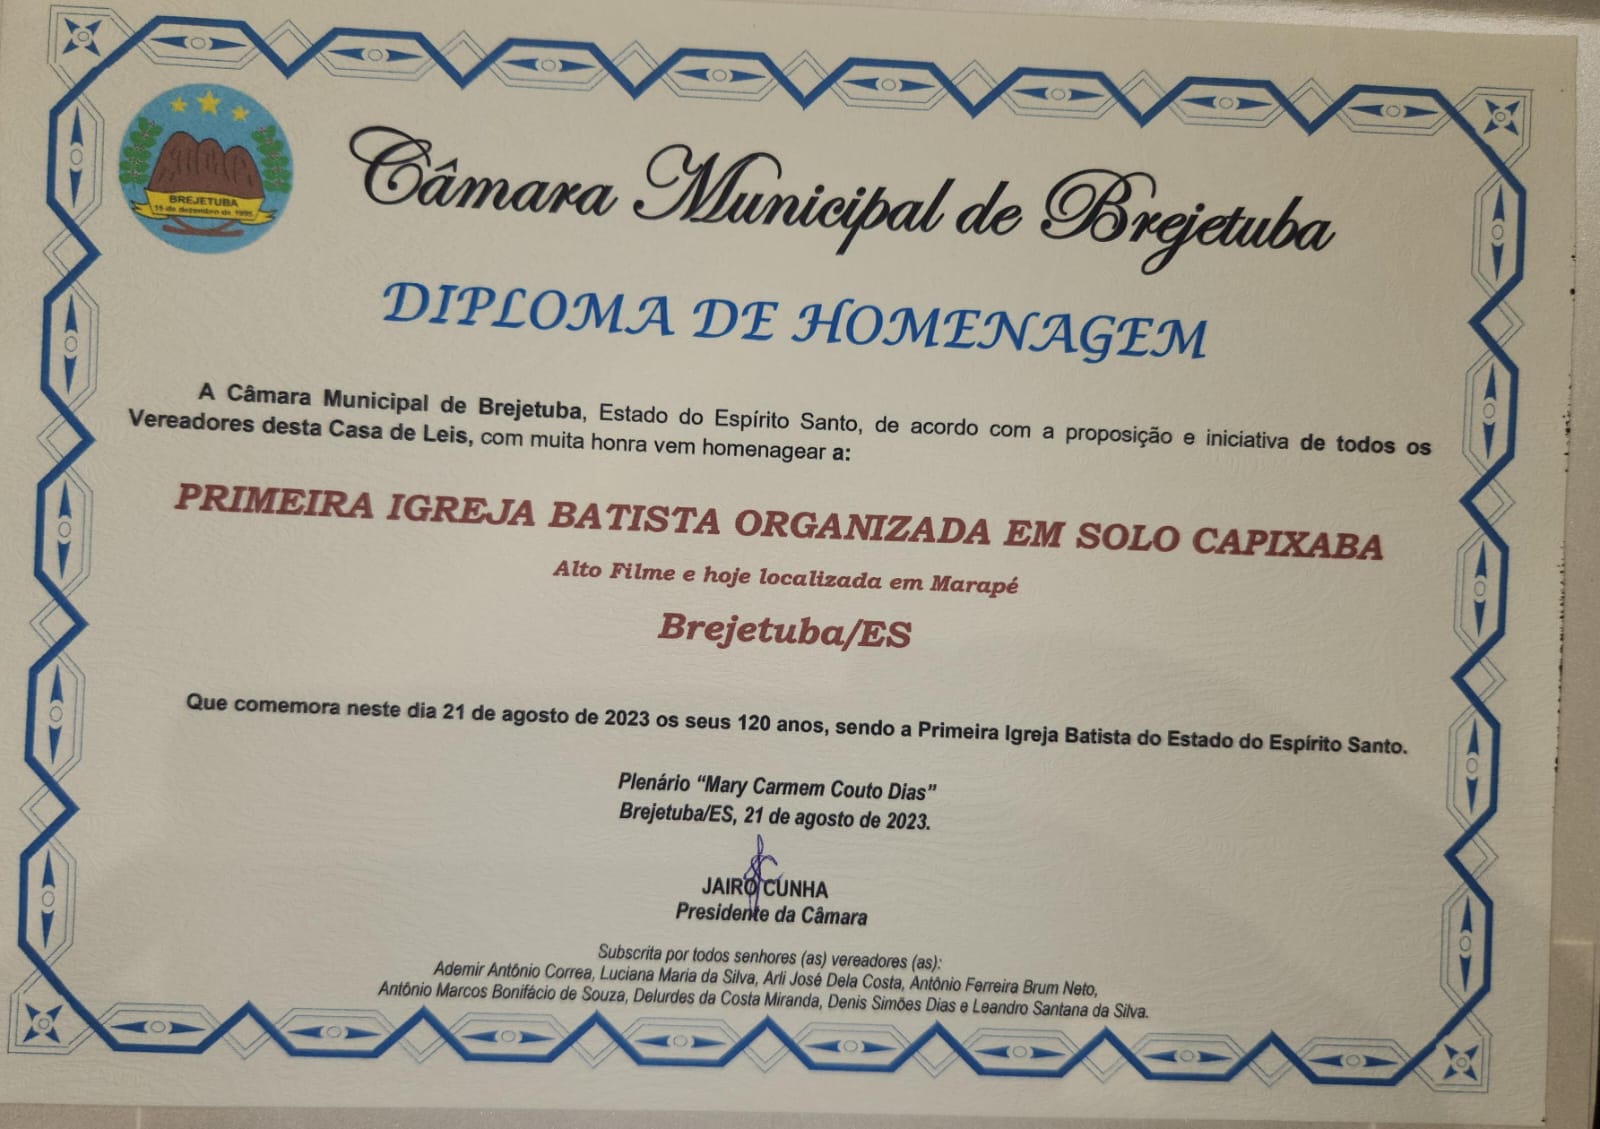 BREJETUBA
15 de dezembro de 1995
Câmara Municipal de Brejetuba
DIPLOMA DE HOMENAGEM
A Câmara Municipal de Brejetuba, Estado do Espírito Santo, de acordo com a proposição e iniciativa de todos os
Vereadores desta Casa de Leis, com muita honra vem homenagear a:
PRIMEIRA IGREJA BATISTA ORGANIZADA EM SOLO CAPIXABA
Alto Filme e hoje localizada em Marapé
Brejetuba/ES
Que comemora neste dia 21 de agosto de 2023 os seus 120 anos, sendo a Primeira Igreja Batista do Estado do Espírito Santo.
Plenário “Mary Carmem Couto Dias”
Brejetuba/ES, 21 de agosto de 2023.
JAIRO CUNHA
Presidente da Câmara
Subscrita por todos senhores (as) vereadores (as):
Ademir Antônio Correa, Luciana Maria da Silva, Arli José Dela Costa, Antônio Ferreira Brum Neto,
Antônio Marcos Bonifácio de Souza, Delurdes da Costa Miranda, Denis Simões Dias e Leandro Santana da Silva.